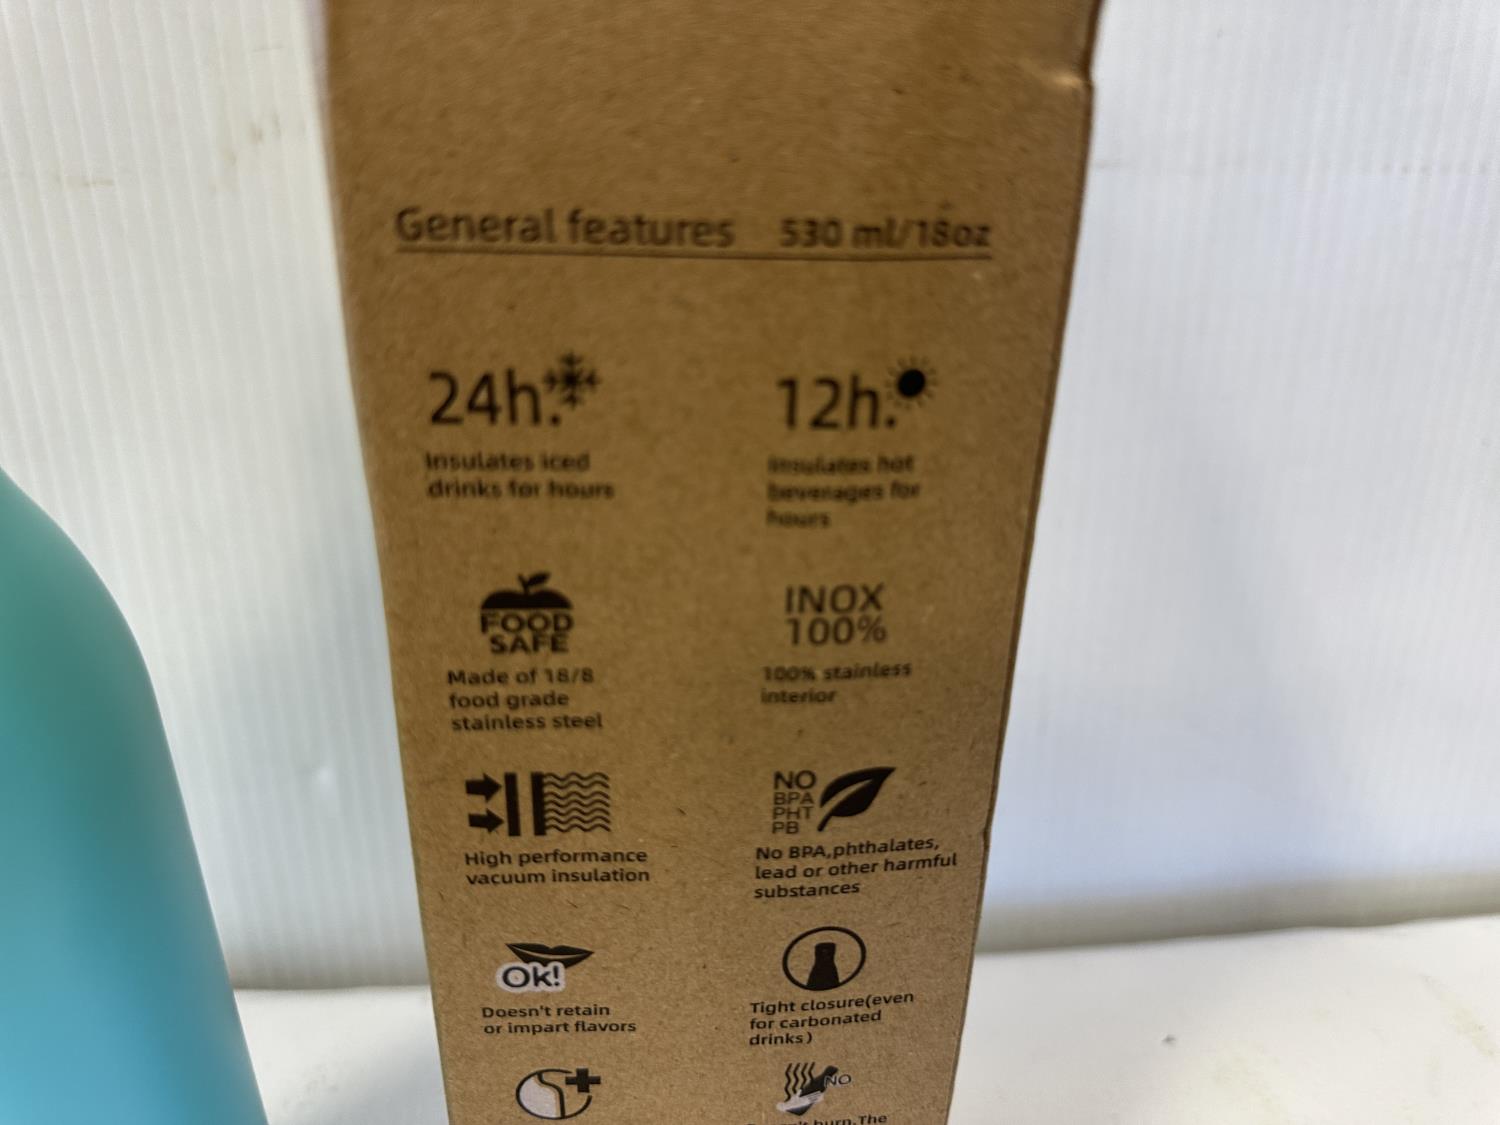 General features 530 ml/18oz
24h.
Insulates iced
drinks for hours
12h.
Insulates hot
beverages for
hours
FOOD
SAFE
Made of 18/8
food grade
stainless steel
INOX
100%
100% stainless
interior
High performance
vacuum insulation
NO
BPA
PHT
PB
No BPA,phthalates,
lead or other harmful
substances
OK!
Doesn't retain
or impart flavors
Tight closure(even
for carbonated
drinks)
NO
burn.The